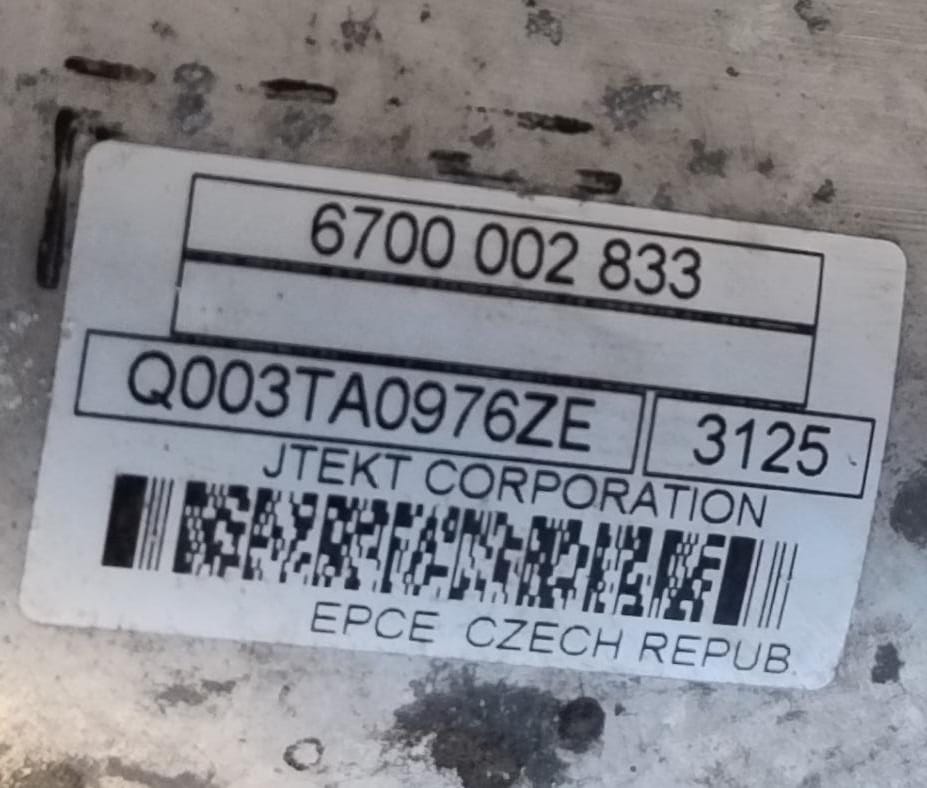 6700 002 833
Q003TA0976ZE 3125
JTEKT CORPORATION
EPCE CZECH REPUB